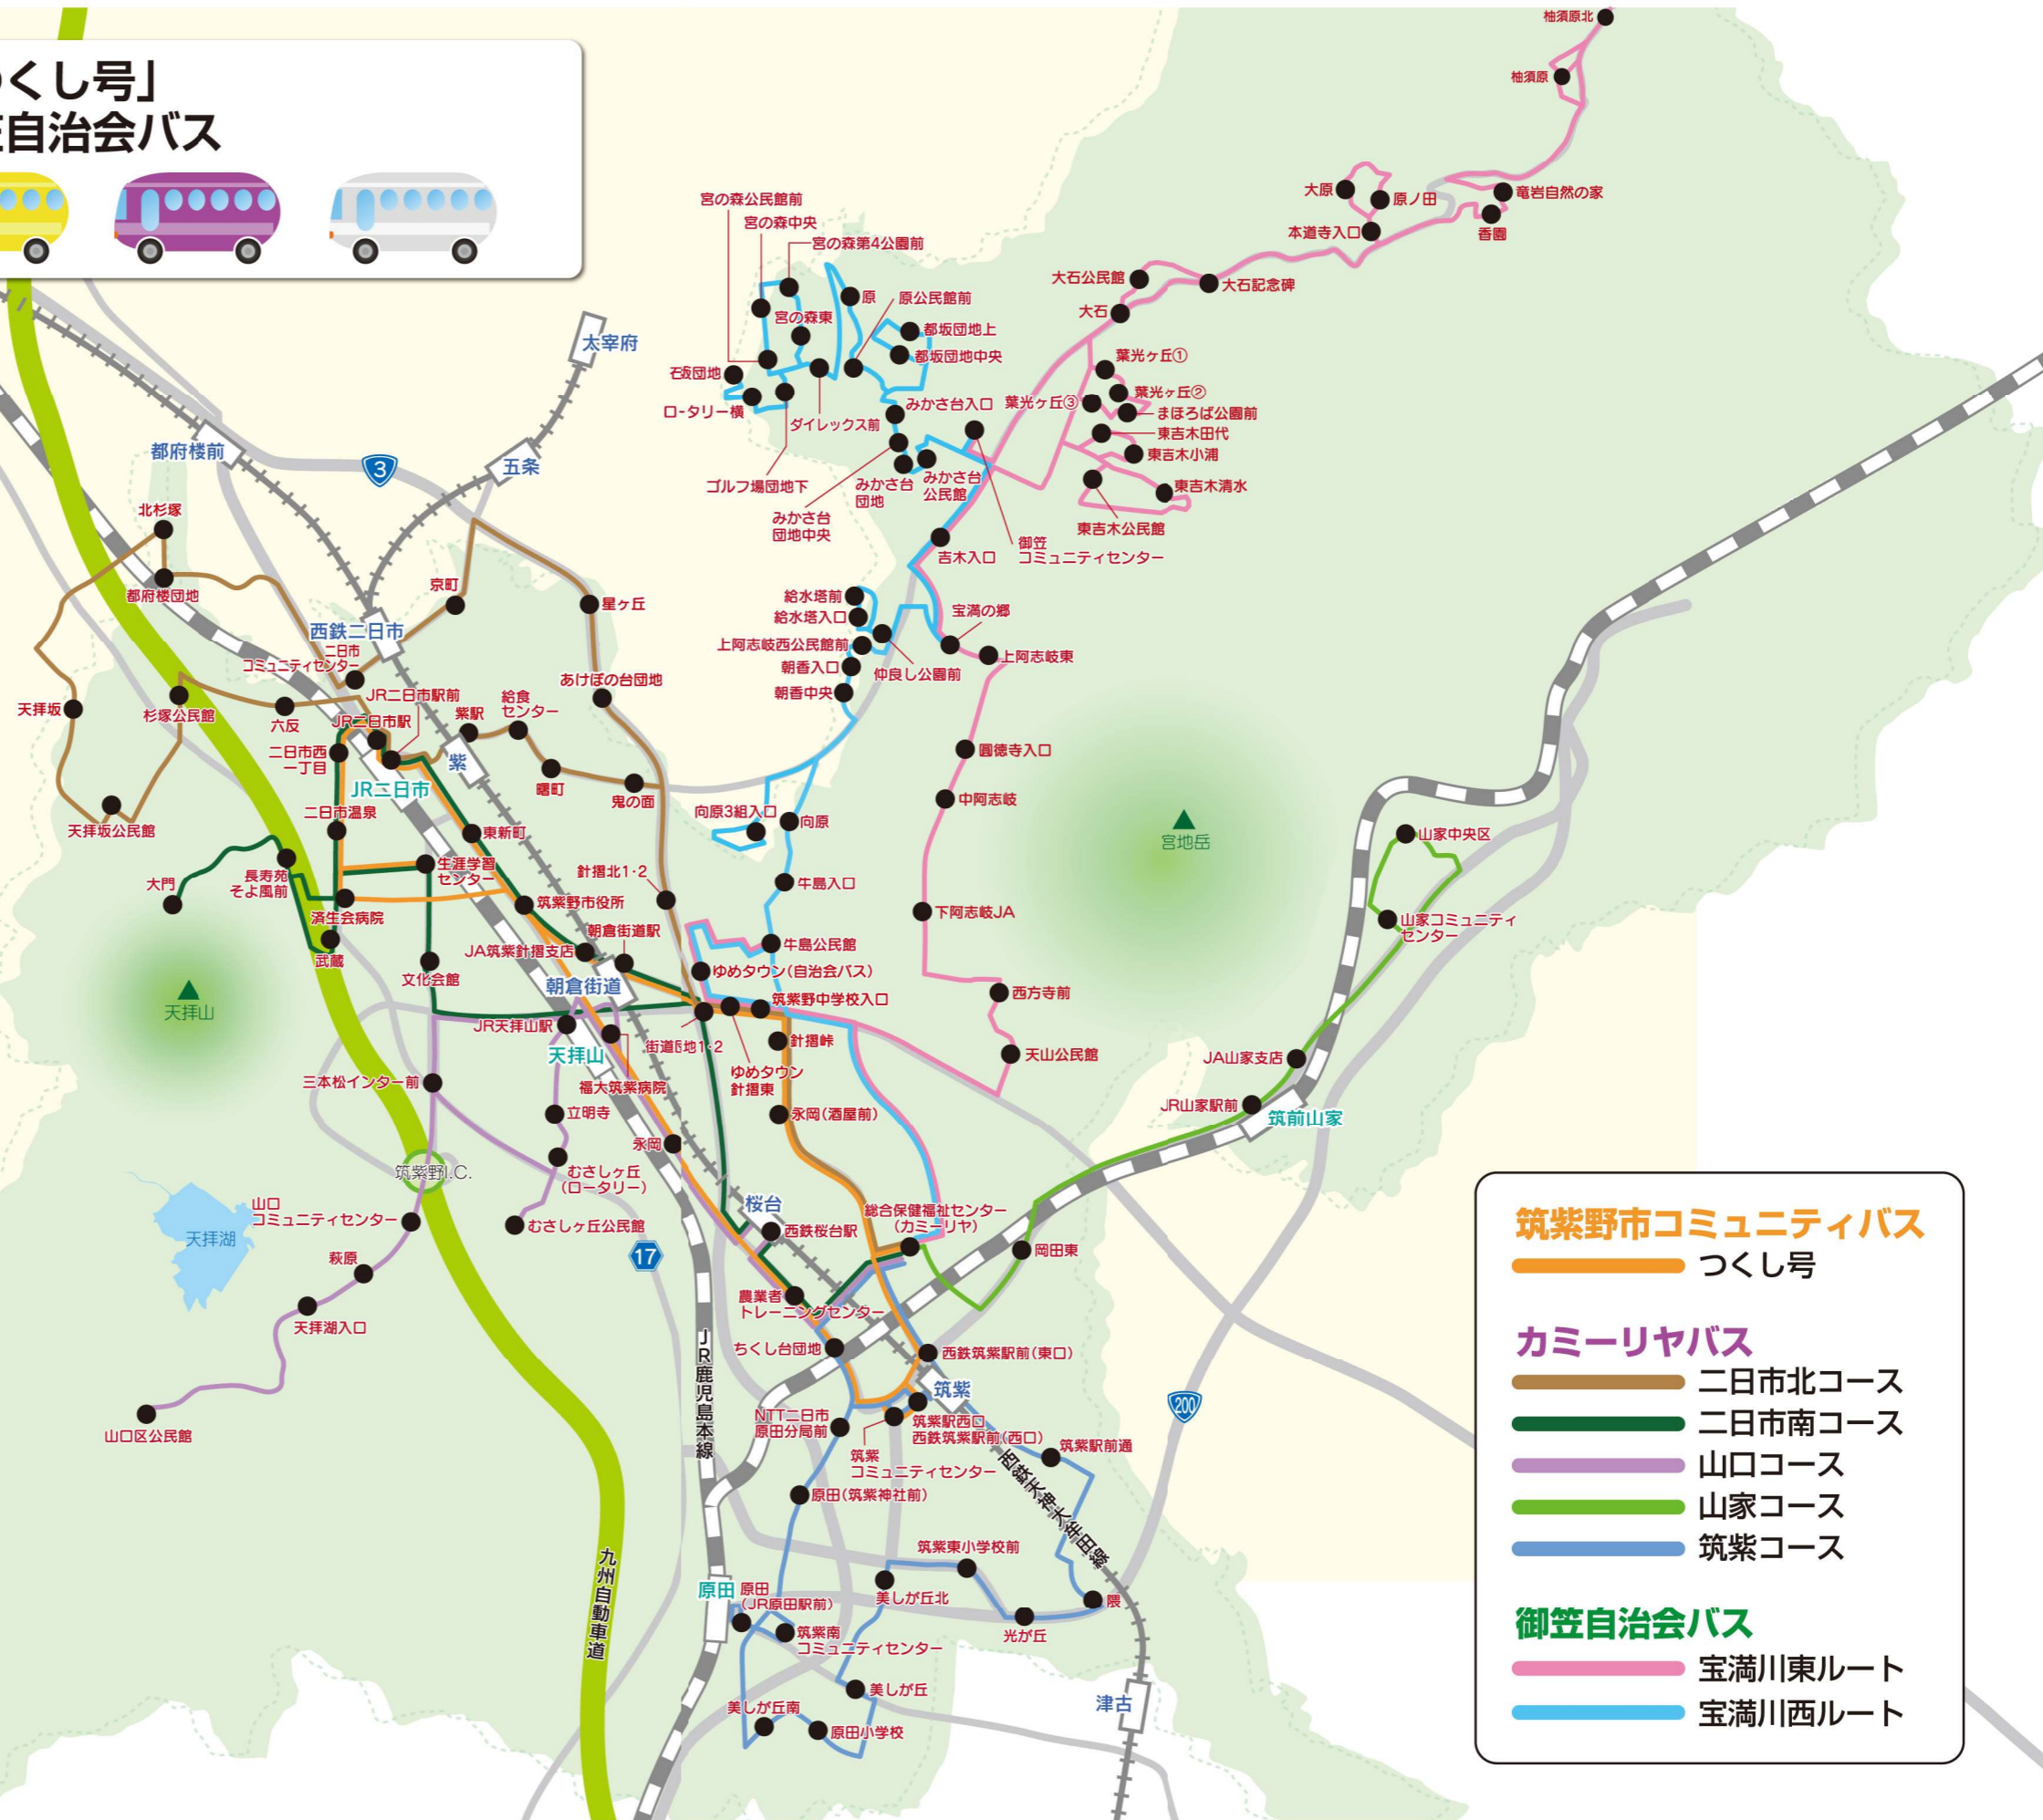 つくし号」
自治会バス
柚須原北
柚須原
大原
原ノ田
竜岩自然の家
香園
本道寺入口
大石公民館
大石記念碑
大石
宮の森公民館前
宮の森中央
宮の森第4公園前
原
原公民館前
宮の森東
都坂団地上
都坂団地中央
団地
ロータリー横
ダイレックス前
みかさ台入口
葉光ヶ丘①
葉光ヶ丘②
葉光ヶ丘③
まほろば公園前
東吉木田代
東吉木小浦
東吉木清水
東吉木公民館
ゴルフ場団地下
みかさ台
団地中央
みかさ台
団地
みかさ台
公民館
御笠
コミュニティセンター
吉木入口
太宰府
都府楼前
3
五条
北杉塚
都府楼団地
京町
星ヶ丘
西鉄二日市
二日市
コミュニティセンター
給水塔前
給水塔入口
上阿志岐西公民館前
朝香入口
朝香中央
仲良し公園前
宝満の郷
上阿志岐東
天拝坂
杉塚公民館
六反
JR二日市駅前
JR二日市駅
紫駅
給食
センター
あけぼの台団地
二日市西
一丁目
紫
JR二日市
曙町
鬼の面
圓徳寺入口
中阿志岐
天拝坂公民館
二日市温泉
東新町
向原3組入口
向原
宮地岳
山家中央区
大門
長寿苑
そよ風前
生涯学習
センター
針摺北1・2
牛島入口
済生会病院
筑紫野市役所
下阿志岐JA
山家コミュニティ
センター
武蔵
文化会館
JA筑紫針摺支店
朝倉街道駅
牛島公民館
朝倉街道
ゆめタウン(自治会バス)
天拝山
筑紫野中学校入口
西方寺前
JR天拝山駅
天拝山
街道団地1・2
針摺峠
天山公民館
JA山家支店
三本松インター前
福大筑紫病院
ゆめタウン
針摺東
立明寺
永岡(酒屋前)
JR山家駅前
筑前山家
永岡
筑紫野I.C.
むさしヶ丘
(ロータリー)
山口
コミュニティセンター
むさしヶ丘公民館
天拝湖
桜台
西鉄桜台駅
総合保健福祉センター
(カミーリヤ)
岡田東
17
萩原
天拝湖入口
農業者
トレーニングセンター
ちくし台団地
西鉄筑紫駅前(東口)
JR鹿児島本線
山口区公民館
筑紫
NTT二日市
原田分局前
筑紫駅西口
西鉄筑紫駅前(西口)
筑紫
コミュニティセンター
筑紫駅前通
200
西鉄天神大牟田線
原田(筑紫神社前)
九州自動車道
筑紫東小学校前
原田
原田
(JR原田駅前)
美しが丘北
隈
光が丘
筑紫南
コミュニティセンター
美しが丘
美しが丘南
原田小学校
津古
筑紫野市コミュニティバス
つくし号
カミーリヤバス
二日市北コース
二日市南コース
山口コース
山家コース
筑紫コース
御笠自治会バス
宝満川東ルート
宝満川西ルート